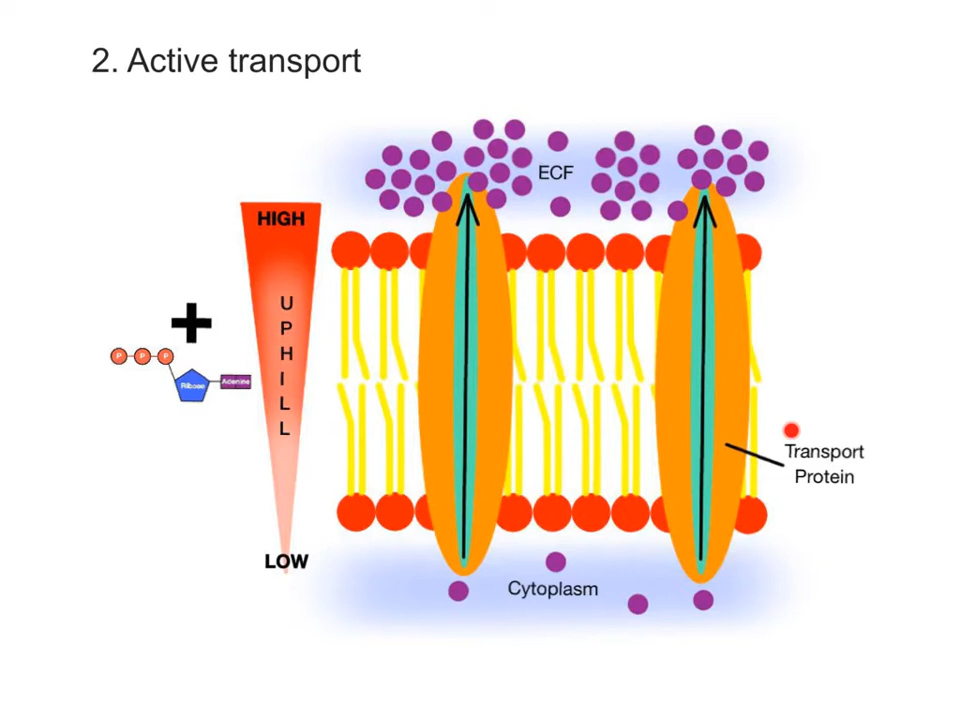 2. Active transport
ECF
HIGH
U
P
H
I
L
L
P P P
Ribose
Adenine
Transport
Protein
LOW
Cytoplasm